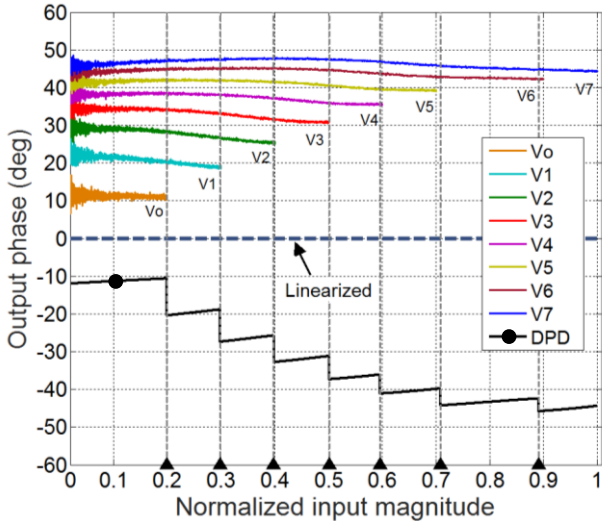 60
50
40
30
20
10
0
-10
-20
-30
-40
-50
-60
Output phase (deg)
Vo
V1
V2
V3
V4
V5
V6
V7
Linearized
Vo
V1
V2
V3
V4
V5
V6
V7
DPD
0 0.1 0.2 0.3 0.4 0.5 0.6 0.7 0.8 0.9 1
Normalized input magnitude